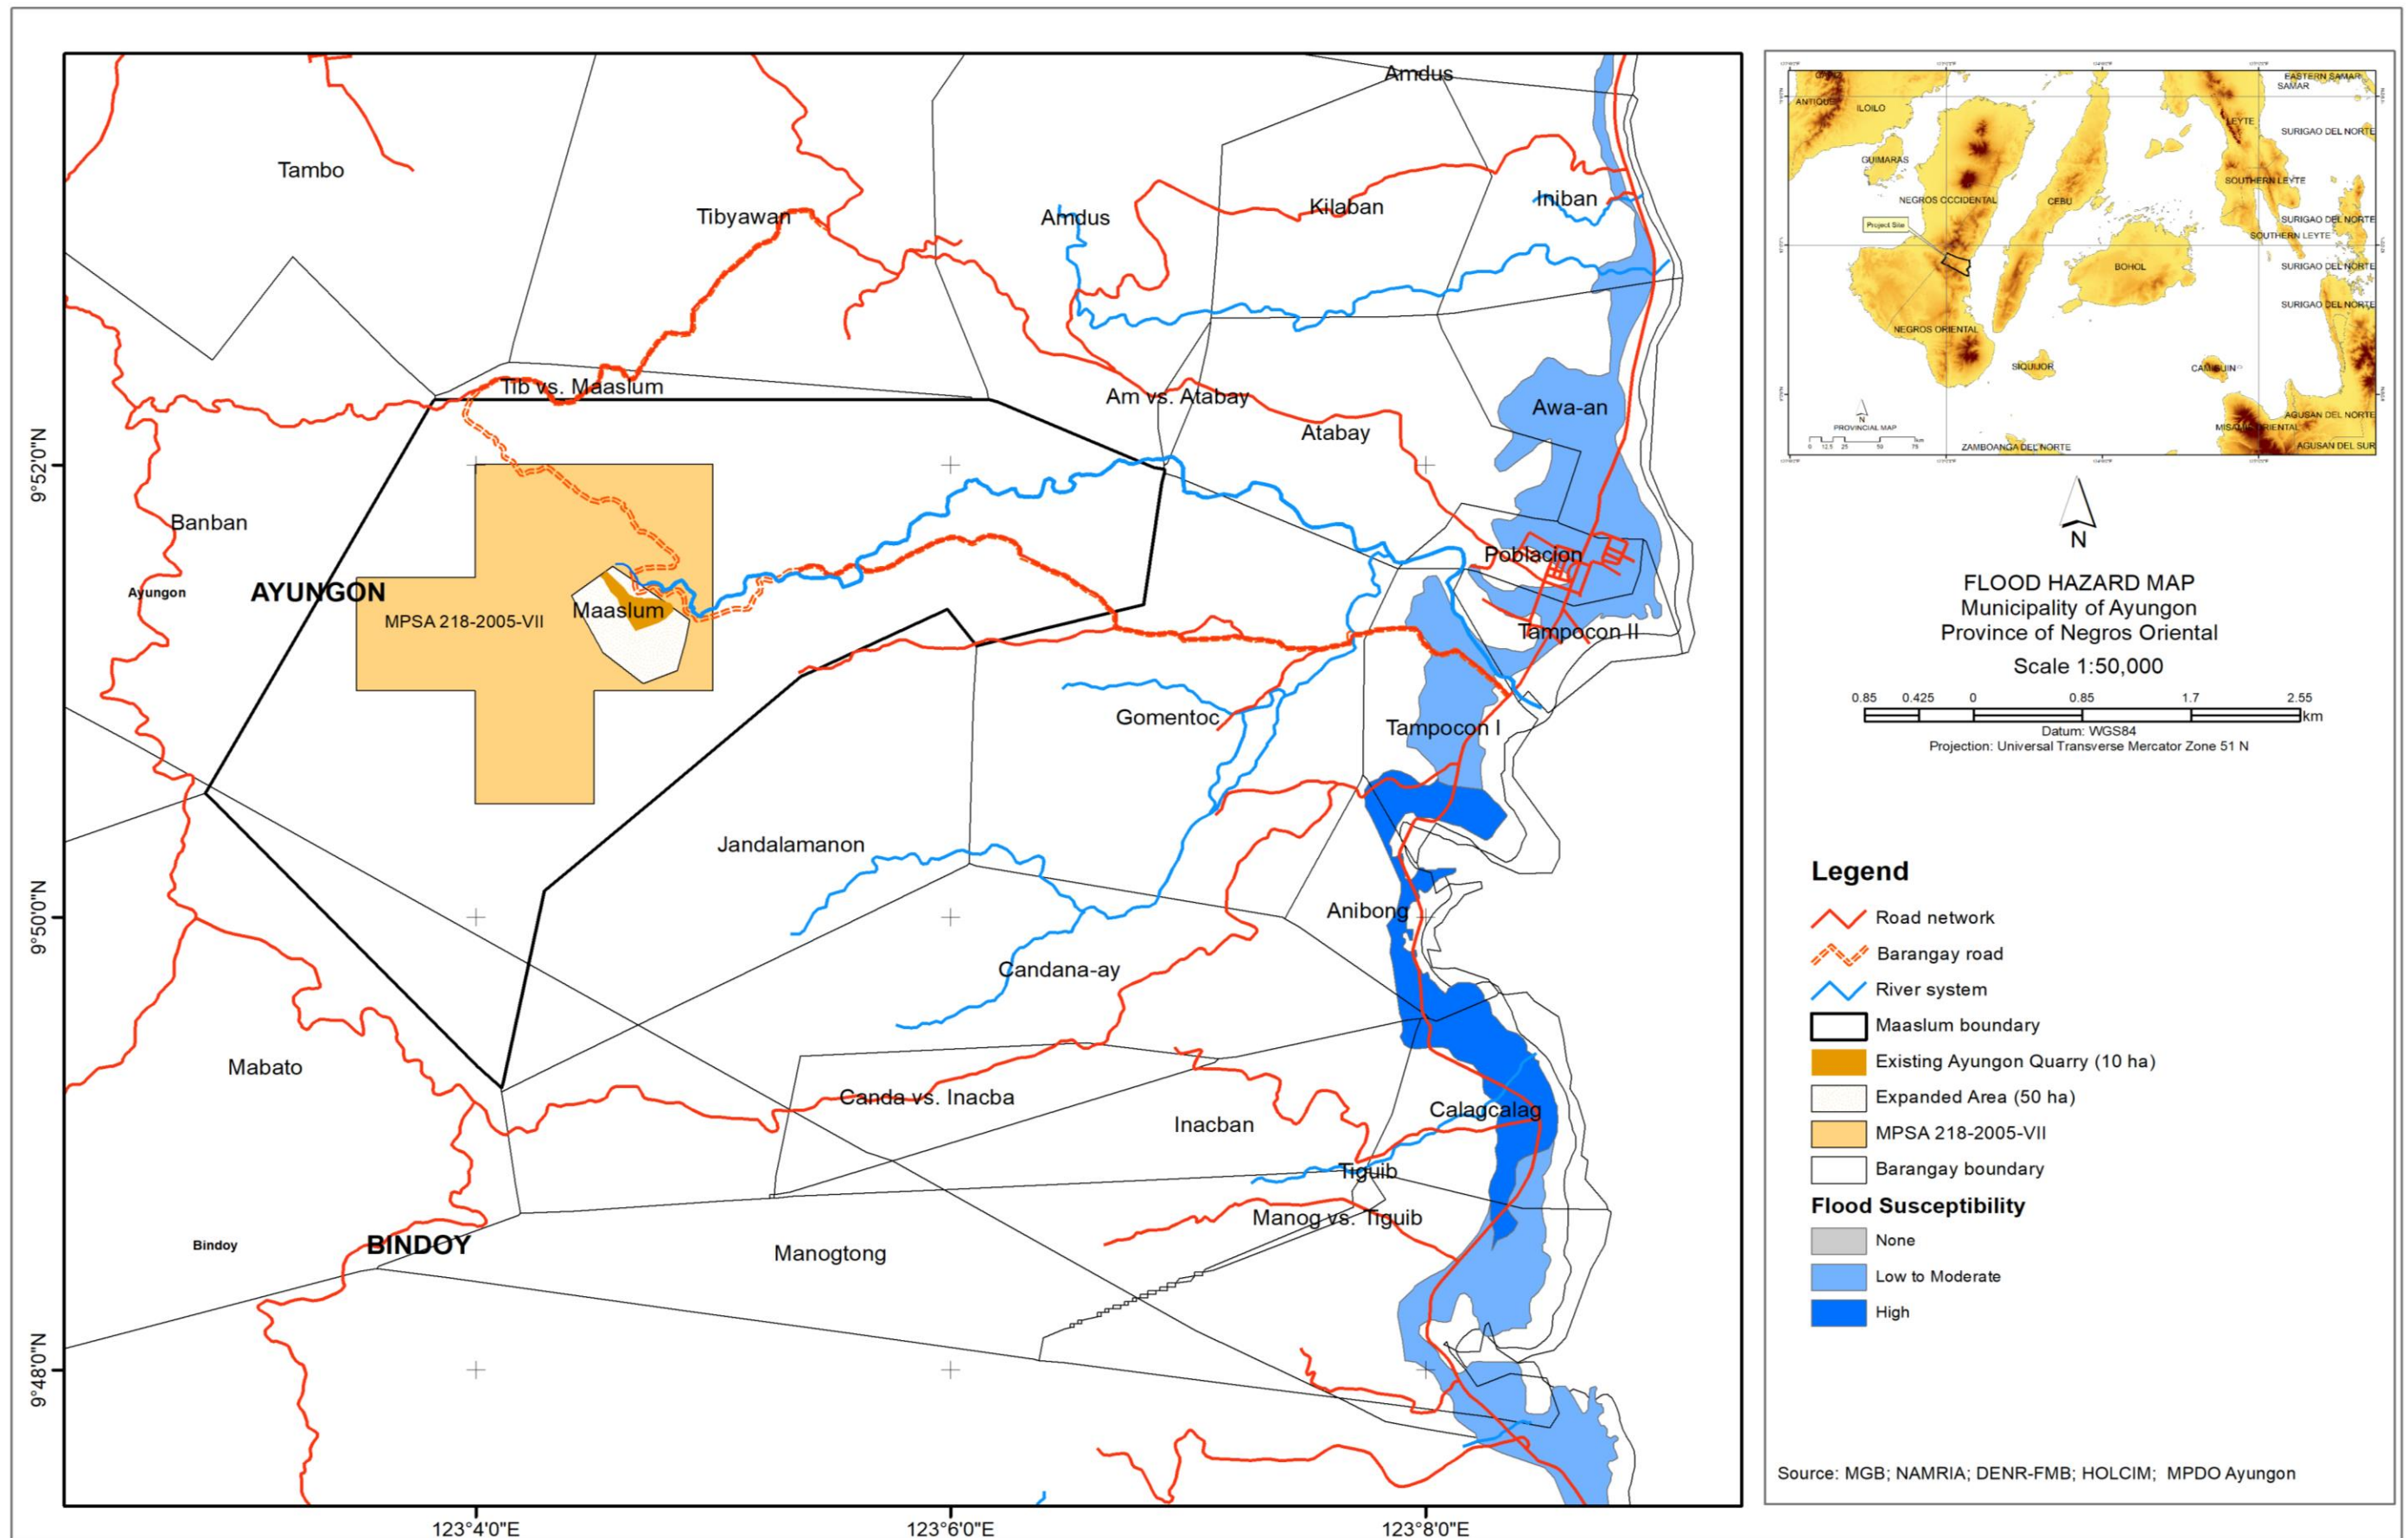 Amdus
Tambo
Tibyawan
Amdus
Kilaban
Iniban
Tib vs. Maaslum
Am vs. Atabay
Awa-an
Atabay
9°52'0"N
Banban
Poblacion
Ayungon
AYUNGON
MPSA 218-2005-VII
Maaslum
Tampocon II
Gomentoc
Tampocon I
Jandalamanon
9°50'0"N
Anibong
Candana-ay
Mabato
Canda vs. Inacba
Inacban
Calagcalag
Tiguib
Manog vs. Tiguib
Bindoy
BINDOY
Manogtong
9°48'0"N
123°4'0"E
123°6'0"E
123°8'0"E
EASTERN SAMAR
SAMAR
ANTIQUE
ILOILO
LEYTE
SURIGAO DEL NORTE
GUIMARAS
SOUTHERN LEYTE
NEGROS OCCIDENTAL
CEBU
Project Site
SURIGAO DEL NORTE
SOUTHERN LEYTE
BOHOL
SURIGAO DEL NORTE
SURIGAO DEL NORTE
NEGROS ORIENTAL
SIQUIJOR
CAMIGUIN
AGUSAN DEL NORTE
N
PROVINCIAL MAP
MISAMIS ORIENTAL
0 12.5 25 50 75
km
ZAMBOANGA DEL NORTE
AGUSAN DEL SUR
N
FLOOD HAZARD MAP
Municipality of Ayungon
Province of Negros Oriental
Scale 1:50,000
0.85 0.425 0 0.85 1.7 2.55
km
Datum: WGS84
Projection: Universal Transverse Mercator Zone 51 N
Legend
Road network
Barangay road
River system
Maaslum boundary
Existing Ayungon Quarry (10 ha)
Expanded Area (50 ha)
MPSA 218-2005-VII
Barangay boundary
Flood Susceptibility
None
Low to Moderate
High
Source: MGB; NAMRIA; DENR-FMB; HOLCIM; MPDO Ayungon